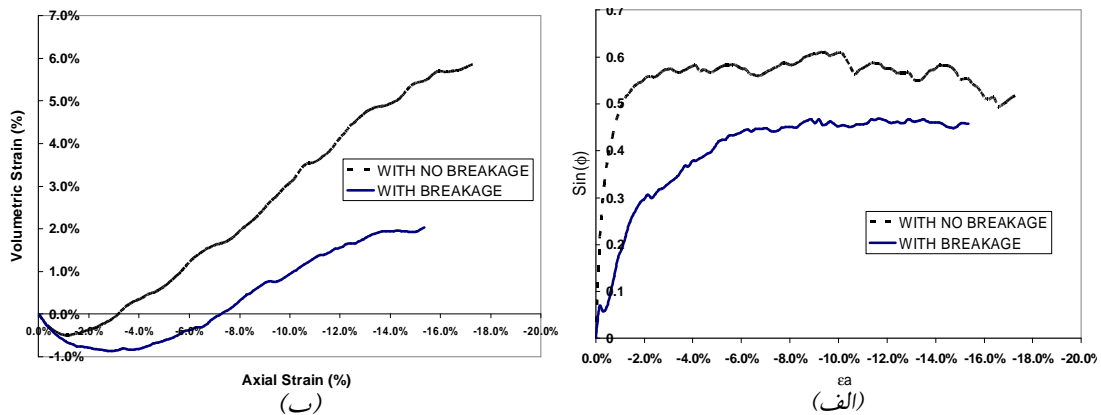 7.0%
6.0%
5.0%
4.0%
3.0%
2.0%
1.0%
0.0%
-1.0%
0.0% -2.0% -4.0% -6.0% -8.0% -10.0% -12.0% -14.0% -16.0% -18.0% -20.0%
Volumetric Strain (%)
Axial Strain (%)
WITH NO BREAKAGE
WITH BREAKAGE
(ب)
0.7
0.6
0.5
0.4
0.3
0.2
0.1
0
0.0% -2.0% -4.0% -6.0% -8.0% -10.0% -12.0% -14.0% -16.0% -18.0% -20.0%
Sin (ϕ)
εa
WITH NO BREAKAGE
WITH BREAKAGE
(الف)